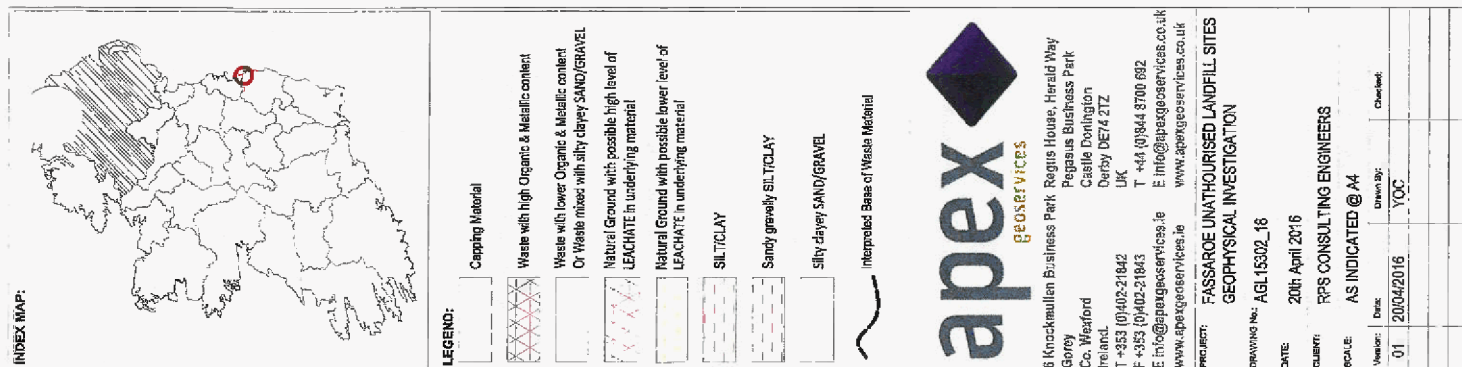 INDEX MAP:
LEGEND:
Capping Material
Waste with high Organic & Metallic content
Waste with lower Organic & Metallic content
Or Waste mixed with silty clayey SAND/GRAVEL
Natural Ground with possible high level of
LEACHATE in underlying material
Natural Ground with possible lower level of
LEACHATE in underlying material
SILT/CLAY
Sandy gravelly SILT/CLAY
Silty clayey SAND/GRAVEL
Interpreted Base of Waste Material
apex
geoservices
6 Knockmullen Business Park
Gorey
Co. Wexford
Ireland.
T +353 (0)402-21842
F +353 (0)402-21843
E info@apexgeoservices.ie
www.apexgeoservices.ie
Regus House, Herald Way
Pegasus Business Park
Castle Donington
Derby DE74 2TZ
UK
T +44 (0)844 8700 692
E info@apexgeoservices.co.uk
www.apexgeoservices.co.uk
PROJECT: FASSAROE UNATHOURISED LANDFILL SITES
GEOPHYSICAL INVESTIGATION
DRAWING No.: AGL15302_16
DATE: 20th April 2016
CLIENT: RPS CONSULTING ENGINEERS
SCALE: AS INDICATED @ A4
Version: Date: Drawn By: Checked:
01 20/04/2016 YOC